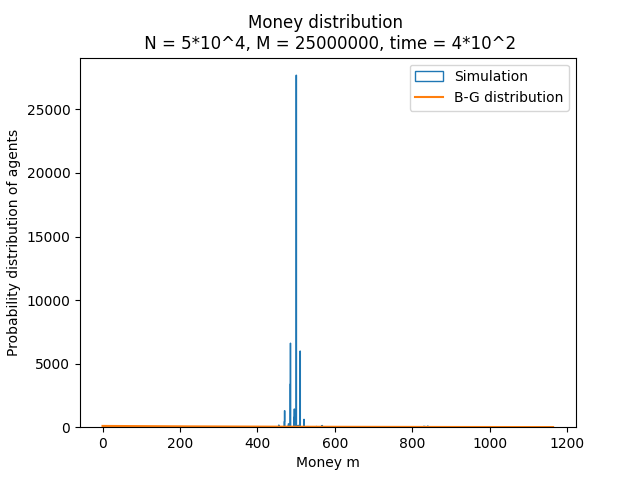 Money distribution
N = 5*10^4, M = 25000000, time = 4*10^2
Simulation
B-G distribution
Probability distribution of agents
25000
20000
15000
10000
5000
0
0 200 400 600 800 1000 1200
Money m